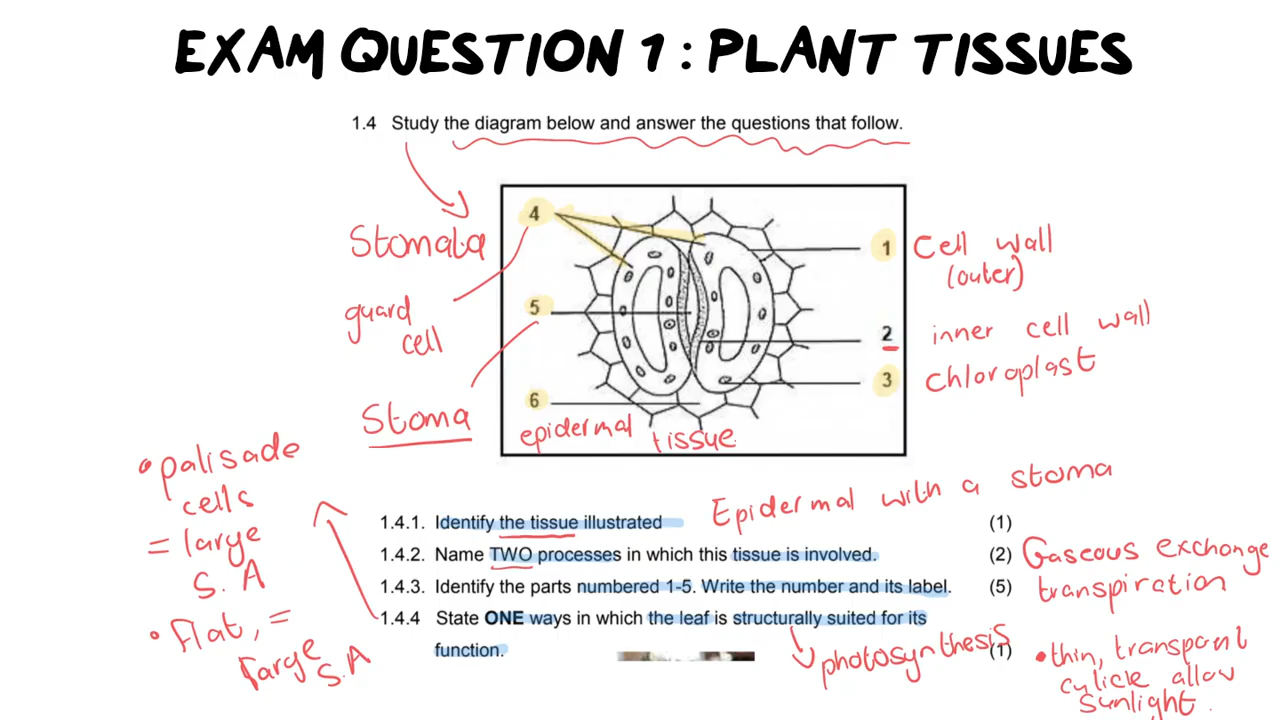 EXAM QUESTION 1 : PLANT TISSUES
1.4 Study the diagram below and answer the questions that follow.
Stomata
guard
cell
Stoma
4
5
6
1
2
3
Cell wall
(outer)
inner cell wall
chloroplast
epidermal tissue
• palisade
cells
= large
S. A
• Flat, =
large
S.A
Epidermal with a stoma
1.4.1. Identify the tissue illustrated (1)
1.4.2. Name TWO processes in which this tissue is involved. (2)
Gaseous exchange
1.4.3. Identify the parts numbered 1-5. Write the number and its label. (5)
transpiration
1.4.4 State ONE ways in which the leaf is structurally suited for its
function. (1)
photosynthesis
• thin, transparnt
cuticle allow
sunlight.